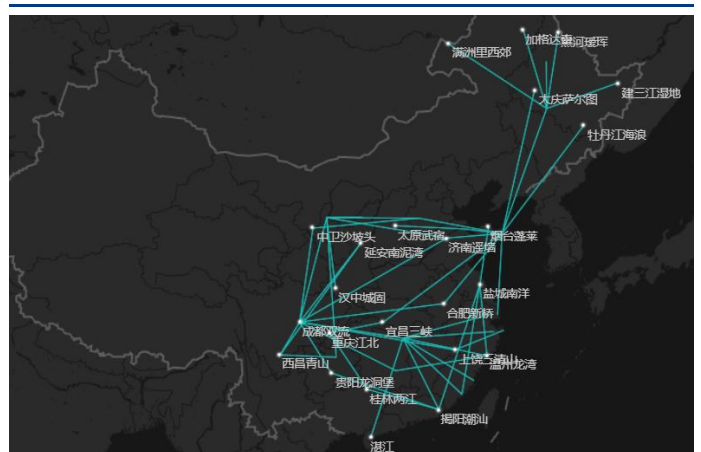 加格达奇
黑河瑷珲
满洲里西郊
建三江湿地
大庆萨尔图
牡丹江海浪
中卫沙坡头
太原武宿
烟台蓬莱
济南遥墙
延安南泥湾
汉中城固
盐城南洋
合肥新桥
成都双流
宜昌三峡
重庆江北
上饶三清山
西昌青山
温州龙湾
贵阳龙洞堡
桂林两江
揭阳潮汕
湛江